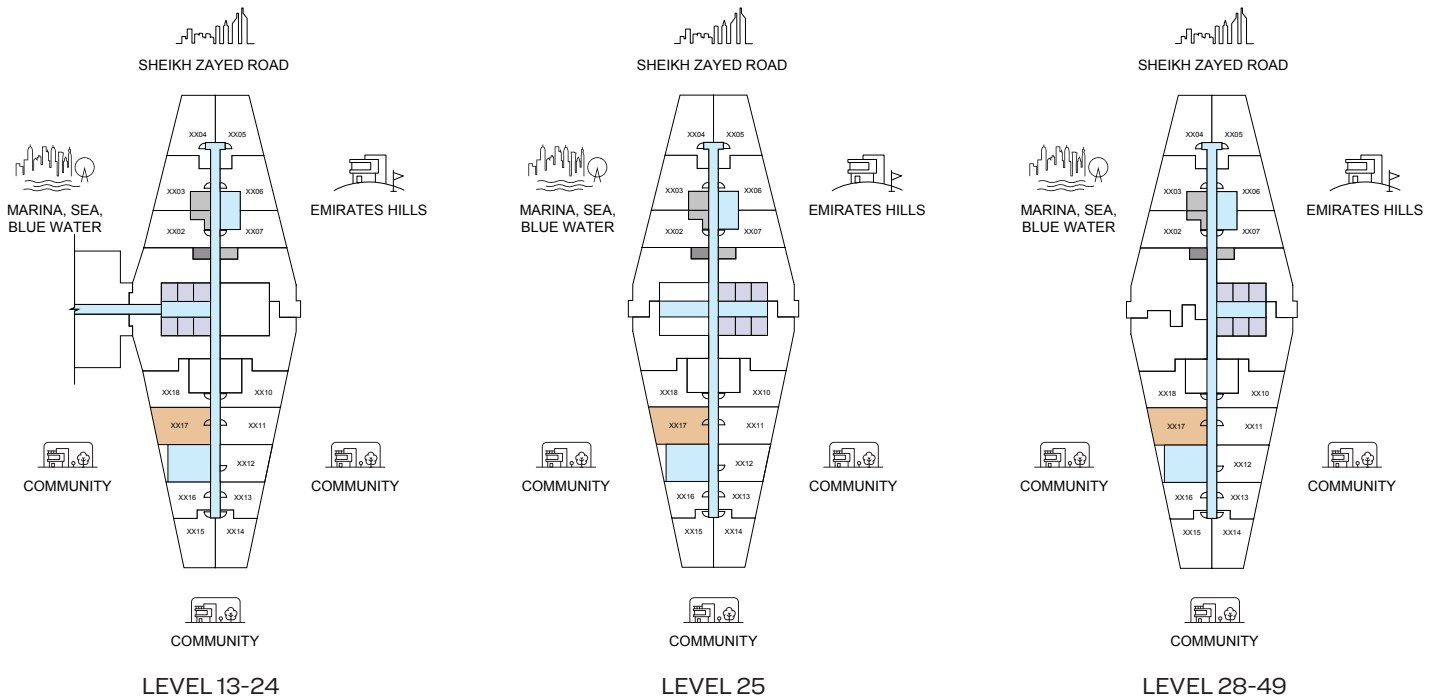 SHEIKH ZAYED ROAD
XX04 XX05
MARINA, SEA,
BLUE WATER
XX03 XX06
EMIRATES HILLS
XX02 XX07
XX18 XX10
XX17 XX11
XX12
COMMUNITY
COMMUNITY
XX16 XX13
XX15 XX14
COMMUNITY
LEVEL 13-24
SHEIKH ZAYED ROAD
XX04 XX05
MARINA, SEA,
BLUE WATER
XX03 XX06
EMIRATES HILLS
XX02 XX07
XX18 XX10
XX17 XX11
XX12
COMMUNITY
COMMUNITY
XX16 XX13
XX15 XX14
COMMUNITY
LEVEL 25
SHEIKH ZAYED ROAD
XX04 XX05
MARINA, SEA,
BLUE WATER
XX03 XX06
EMIRATES HILLS
XX02 XX07
XX18 XX10
XX17 XX11
XX12
COMMUNITY
COMMUNITY
XX16 XX13
XX15 XX14
COMMUNITY
LEVEL 28-49